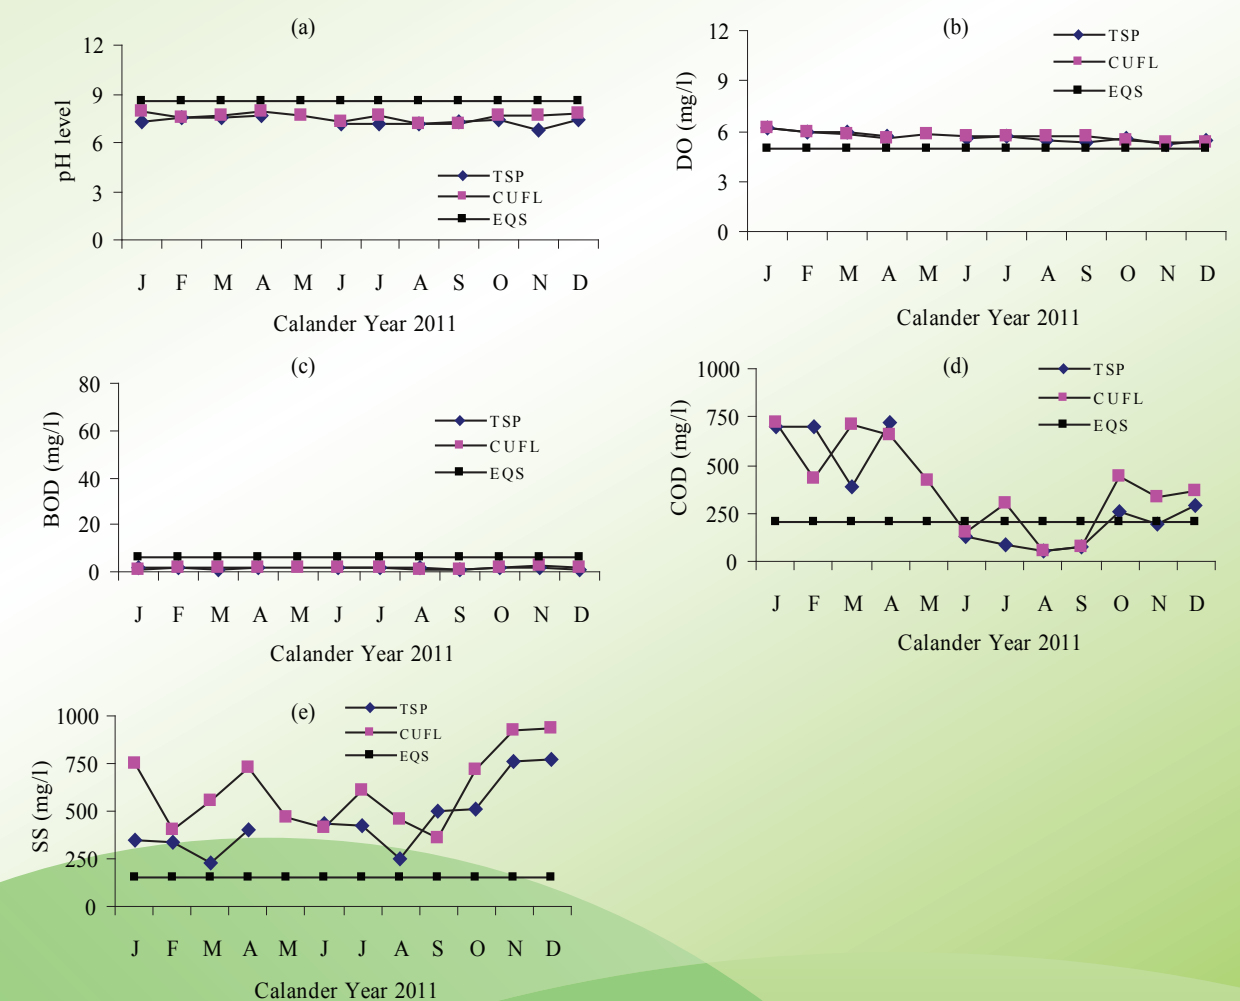 (a)
12
9
6
3
0
pH level
TSP
CUFL
EQS
J F M A M J J A S O N D
Calander Year 2011
(b)
12
9
6
3
0
DO (mg/l)
TSP
CUFL
EQS
J F M A M J J A S O N D
Calander Year 2011
(c)
80
60
40
20
0
BOD (mg/l)
TSP
CUFL
EQS
J F M A M J J A S O N D
Calander Year 2011
(d)
1000
750
500
250
0
COD (mg/l)
TSP
CUFL
EQS
J F M A M J J A S O N D
Calander Year 2011
(e)
1000
750
500
250
0
SS (mg/l)
TSP
CUFL
EQS
J F M A M J J A S O N D
Calander Year 2011